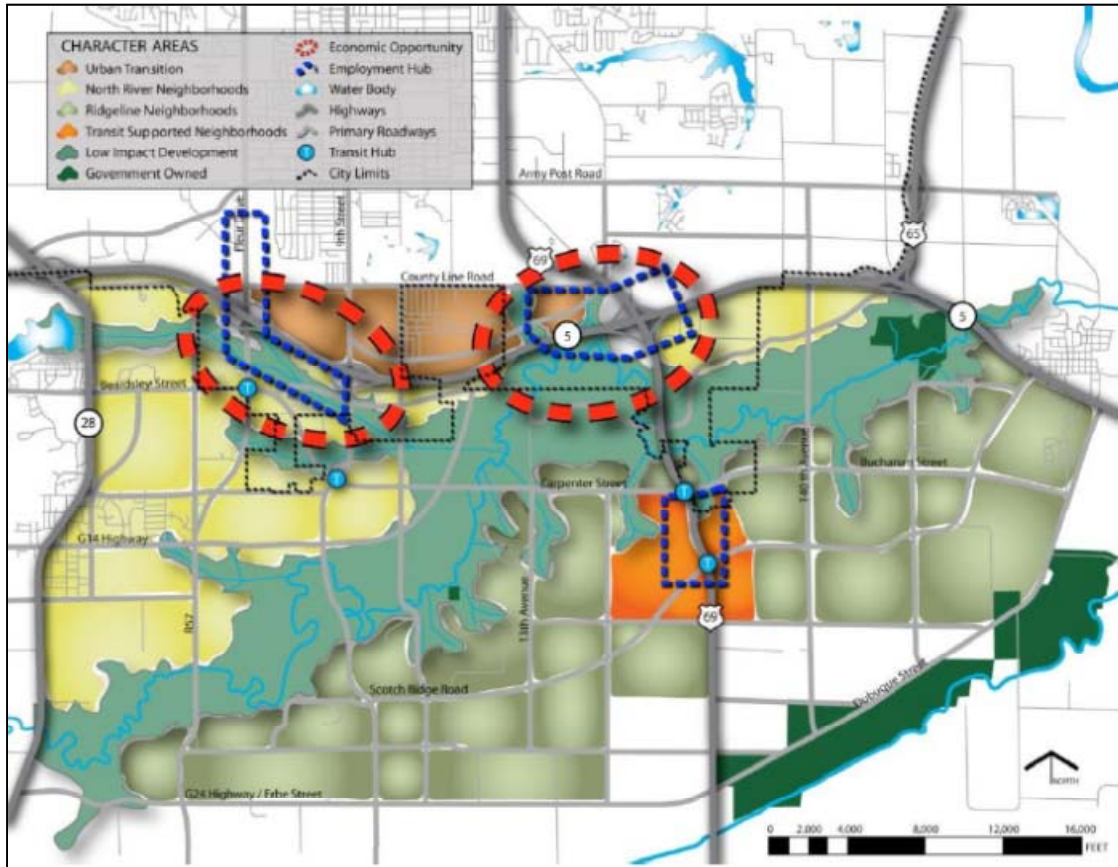 CHARACTER AREAS
Urban Transition
North River Neighborhoods
Ridgeline Neighborhoods
Transit Supported Neighborhoods
Low Impact Development
Government Owned
Economic Opportunity
Employment Hub
Water Body
Highways
Primary Roadways
T Transit Hub
City Limits
Army Post Road
9th Street
65
69
County Line Road
5
5
Beardsley Street
T
28
T
140th Avenue
Buchanan Street
Carpenter Street
T
G14 Highway
T
R57
69
Scotch Ridge Road
Dubuque Street
G24 Highway /
NORTH
0 2,000 4,000 8,000 12,000 16,000
FEET